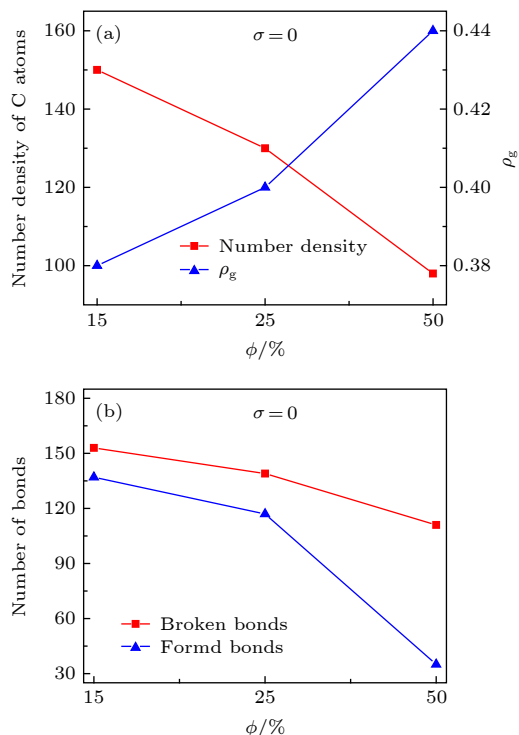 (a)
σ = 0
Number density of C atoms
160
140
120
100
0.44
0.42
0.40
0.38
ρg
Number density
ρg
15
25
50
ϕ/%
(b)
σ = 0
Number of bonds
180
150
120
90
60
30
Broken bonds
Formd bonds
15
25
50
ϕ/%